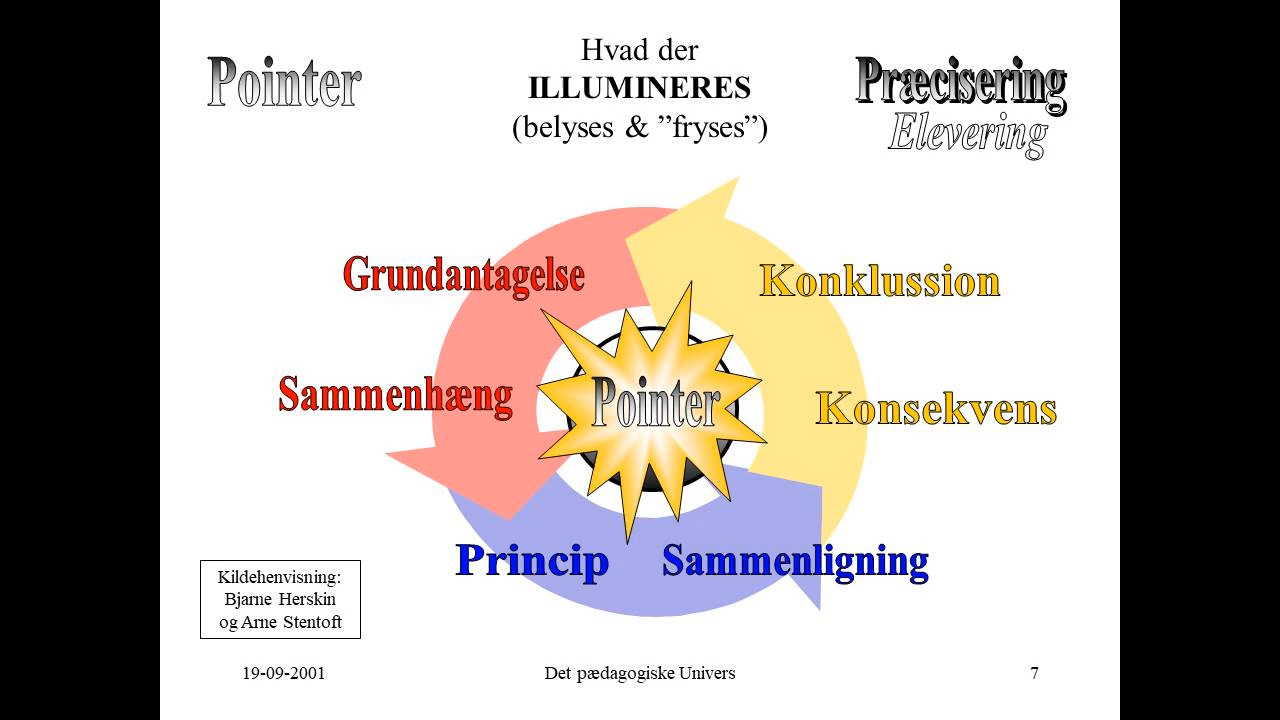 Pointer
Hvad der
ILLUMINERES
(belyses & ”fryses”)
Præcisering
Elevering
Grundantagelse
Konklussion
Sammenhæng
Pointer
Konsekvens
Princip
Sammenligning
Kildehenvisning:
Bjarne Herskin
og Arne Stentoft
19-09-2001
Det pædagogiske Univers
7